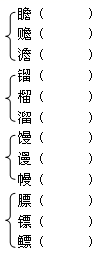 瞻（　　）
赡（　　）
澹（　　）
镏（　　）
榴（　　）
溜（　　）
馒（　　）
谩（　　）
幔（　　）
膘（　　）
镖（　　）
鳔（　　）